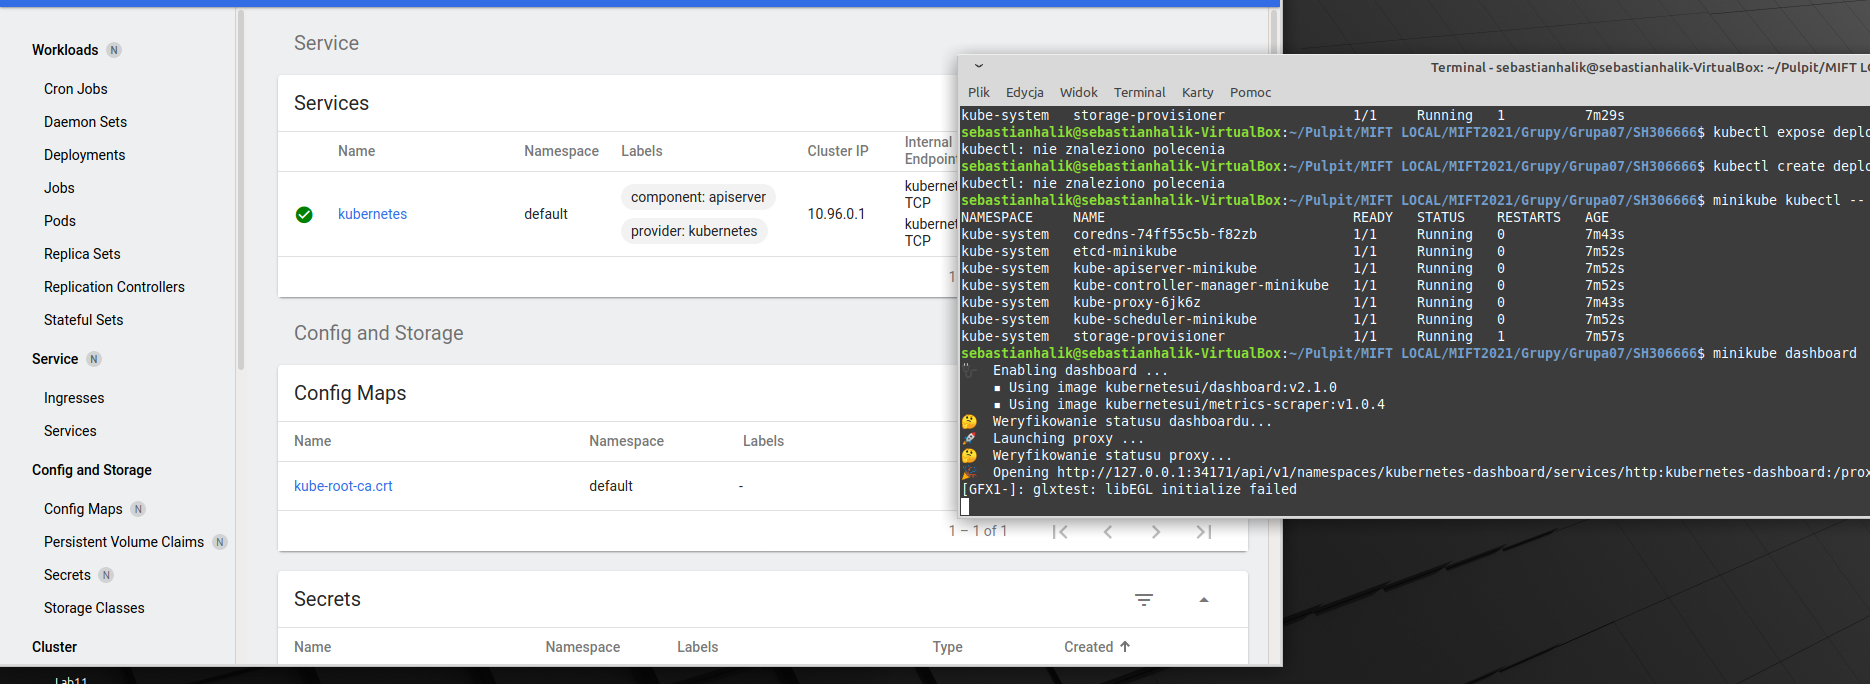 Workloads N
Cron Jobs
Daemon Sets
Deployments
Jobs
Pods
Replica Sets
Replication Controllers
Stateful Sets
Service N
Ingresses
Services
Config and Storage
Config Maps N
Persistent Volume Claims N
Secrets N
Storage Classes
Cluster
Service
Services
Name Namespace Labels Cluster IP Internal
Endpoin
kubernetes default component: apiserver 10.96.0.1 kubernet
TCP
provider: kubernetes kubernet
TCP
1
Config and Storage
Config Maps
Name Namespace Labels
kube-root-ca.crt default -
1 – 1 of 1
Secrets
Name Namespace Labels Type Created
Terminal - sebastianhalik@sebastianhalik-VirtualBox: ~/Pulpit/MIFT LO
Plik Edycja Widok Terminal Karty Pomoc
kube-system storage-provisioner 1/1 Running 1 7m29s
sebastianhalik@sebastianhalik-VirtualBox:~/Pulpit/MIFT LOCAL/MIFT2021/Grupy/Grupa07/SH306666$ kubectl expose deplo
kubectl: nie znaleziono polecenia
sebastianhalik@sebastianhalik-VirtualBox:~/Pulpit/MIFT LOCAL/MIFT2021/Grupy/Grupa07/SH306666$ kubectl create deplo
kubectl: nie znaleziono polecenia
sebastianhalik@sebastianhalik-VirtualBox:~/Pulpit/MIFT LOCAL/MIFT2021/Grupy/Grupa07/SH306666$ minikube kubectl --
NAMESPACE NAME READY STATUS RESTARTS AGE
kube-system coredns-74ff55c5b-f82zb 1/1 Running 0 7m43s
kube-system etcd-minikube 1/1 Running 0 7m52s
kube-system kube-apiserver-minikube 1/1 Running 0 7m52s
kube-system kube-controller-manager-minikube 1/1 Running 0 7m52s
kube-system kube-proxy-6jk6z 1/1 Running 0 7m43s
kube-system kube-scheduler-minikube 1/1 Running 0 7m52s
kube-system storage-provisioner 1/1 Running 1 7m57s
sebastianhalik@sebastianhalik-VirtualBox:~/Pulpit/MIFT LOCAL/MIFT2021/Grupy/Grupa07/SH306666$ minikube dashboard
Enabling dashboard ...
▪ Using image kubernetesui/dashboard:v2.1.0
▪ Using image kubernetesui/metrics-scraper:v1.0.4
🤔 Weryfikowanie statusu dashboardu...
🚀 Launching proxy ...
🤔 Weryfikowanie statusu proxy...
🎉 Opening http://127.0.0.1:34171/api/v1/namespaces/kubernetes-dashboard/services/http:kubernetes-dashboard:/prox
[GFX1-]: glxtest: libEGL initialize failed
Lab11